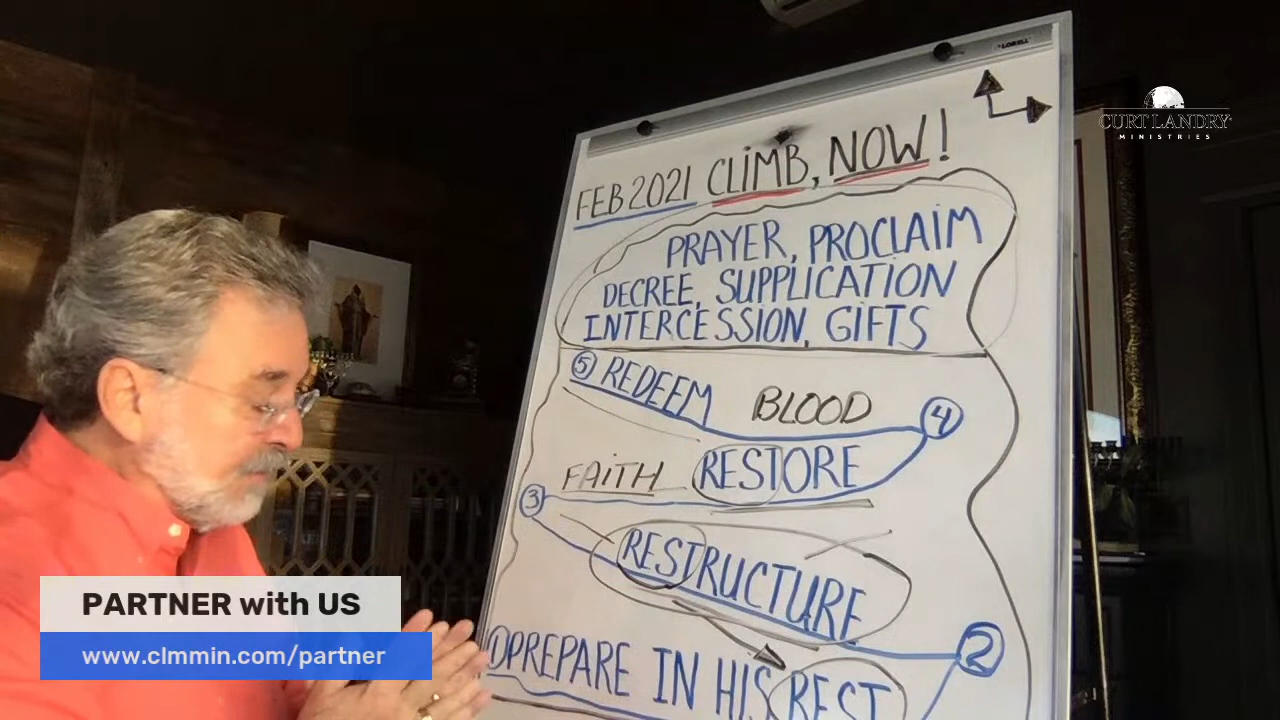 LORELL
CURT LANDRY
MINISTRIES
FEB 2021 CLIMB, NOW!
PRAYER, PROCLAIM
DECREE, SUPPLICATION
INTERCESSION, GIFTS
5 REDEEM BLOOD 4
FAITH RESTORE
3
RESTRUCTURE
2
PREPARE IN HIS REST
PARTNER with US
www.clmmin.com/partner